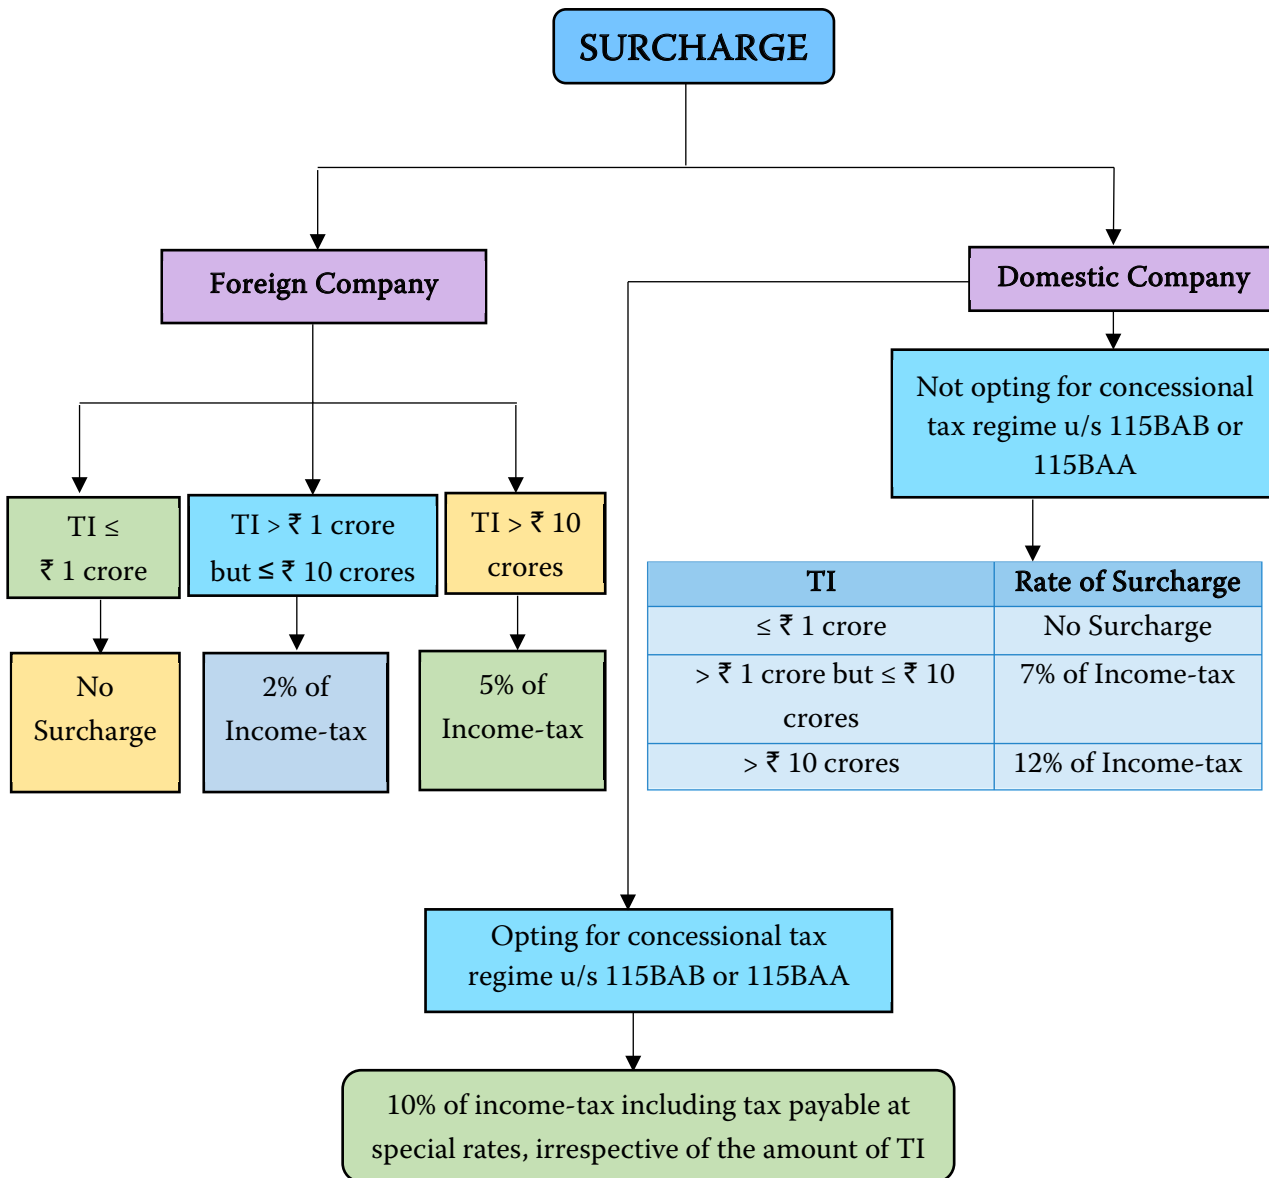 SURCHARGE
Foreign Company
Domestic Company
Not opting for concessional
tax regime u/s 115BAB or
115BAA
TI ≤
₹ 1 crore
TI > ₹ 1 crore
but ≤ ₹ 10 crores
TI > ₹ 10
crores
No
Surcharge
2% of
Income-tax
5% of
Income-tax
TI Rate of Surcharge
≤ ₹ 1 crore No Surcharge
> ₹ 1 crore but ≤ ₹ 10 7% of Income-tax
crores
> ₹ 10 crores 12% of Income-tax
Opting for concessional tax
regime u/s 115BAB or 115BAA
10% of income-tax including tax payable at
special rates, irrespective of the amount of TI